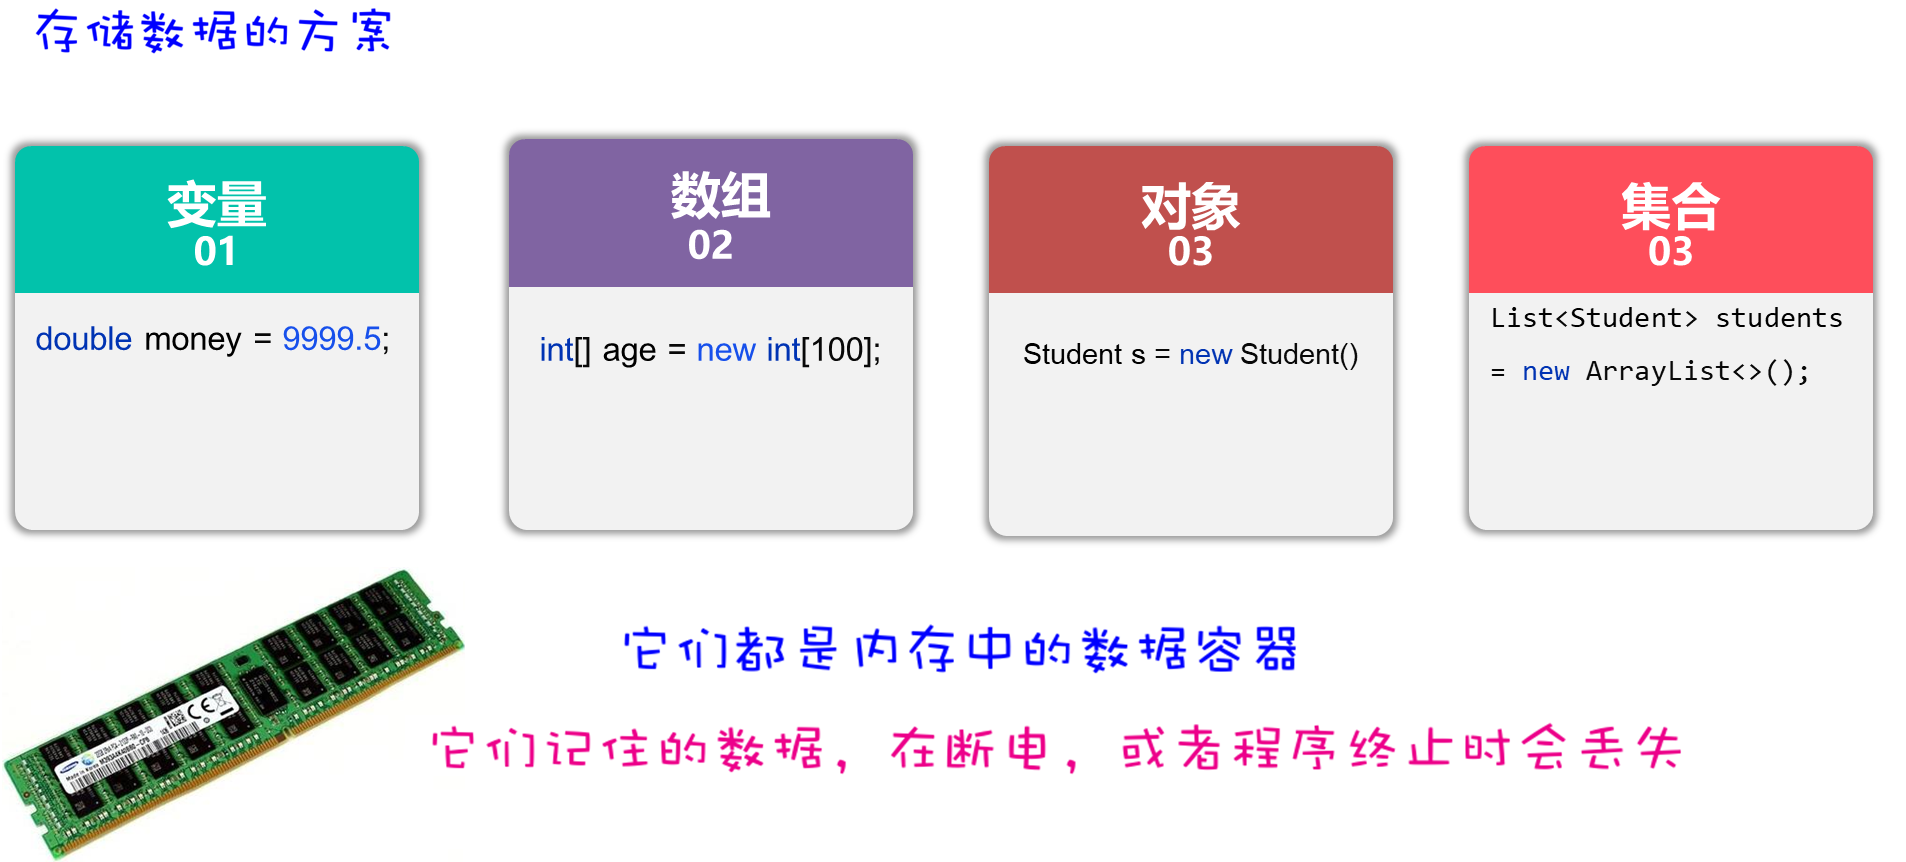 存储数据的方案
变量
01
double money = 9999.5;
数组
02
int[] age = new int[100];
对象
03
Student s = new Student()
集合
03
List<Student> students
= new ArrayList<>();
它们都是内存中的数据容器
它们记住的数据，在断电，或者程序终止时会丢失